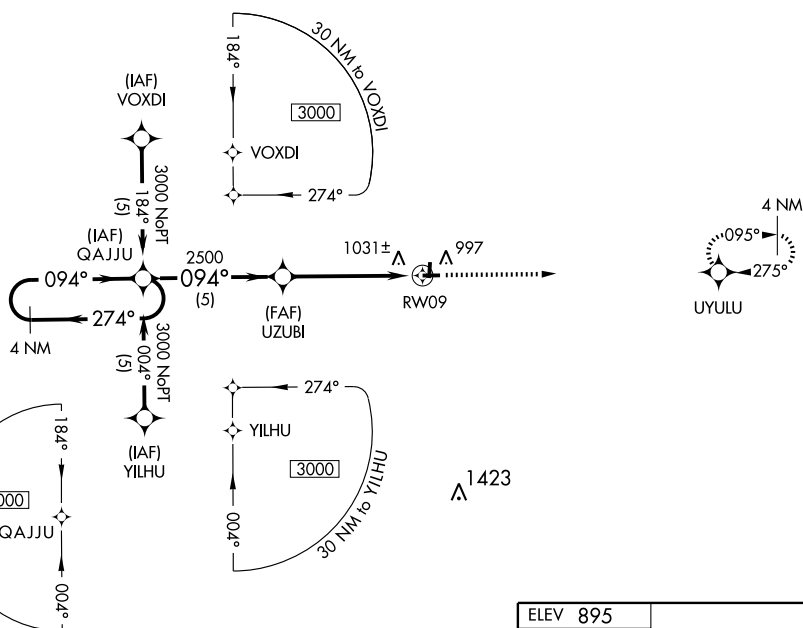 30 NM to VOXDI
184°
3000
VOXDI
274°
(IAF)
VOXDI
3000 NoPT
184°
(5)
(IAF)
QAJJU
094°
2500
094°
(5)
(FAF)
UZUBI
1031±
997
RW09
4 NM
095°
275°
UYULU
274°
4 NM
3000 NoPT
004°
(5)
(IAF)
YILHU
274°
YILHU
3000
004°
30 NM to YILHU
1423
184°
QAJJU
004°
ELEV 895